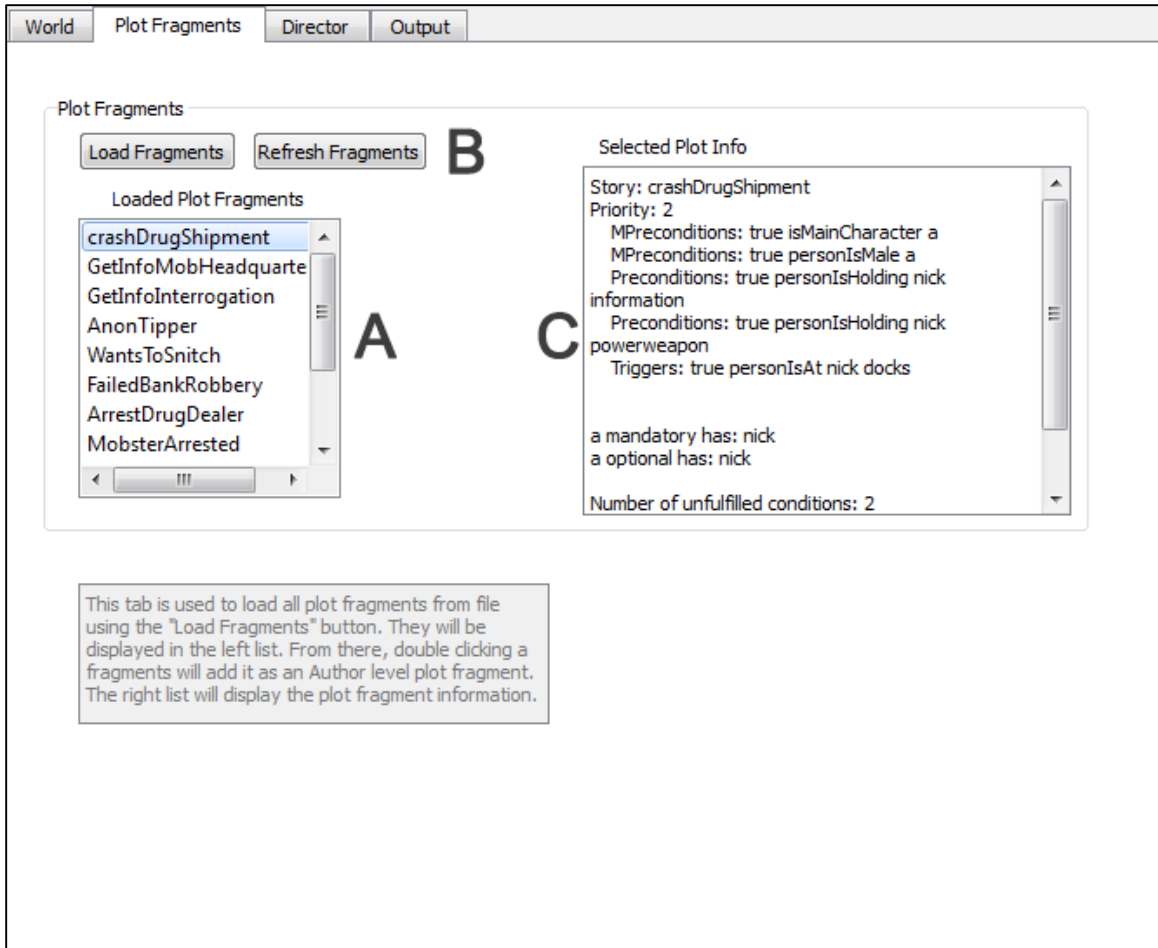 World
Plot Fragments
Director
Output
Plot Fragments
Load Fragments
Refresh Fragments
B
Loaded Plot Fragments
crashDrugShipment
GetInfoMobHeadquarte
GetInfoInterrogation
AnonTipper
WantsToSnitch
FailedBankRobbery
ArrestDrugDealer
MobsterArrested
A
C
Selected Plot Info
Story: crashDrugShipment
Priority: 2
MPreconditions: true isMainCharacter a
MPreconditions: true personIsMale a
Preconditions: true personIsHolding nick
information
Preconditions: true personIsHolding nick
powerweapon
Triggers: true personIsAt nick docks
a mandatory has: nick
a optional has: nick
Number of unfulfilled conditions: 2
This tab is used to load all plot fragments from file
using the "Load Fragments" button. They will be
displayed in the left list. From there, double clicking a
fragments will add it as an Author level plot fragment.
The right list will display the plot fragment information.